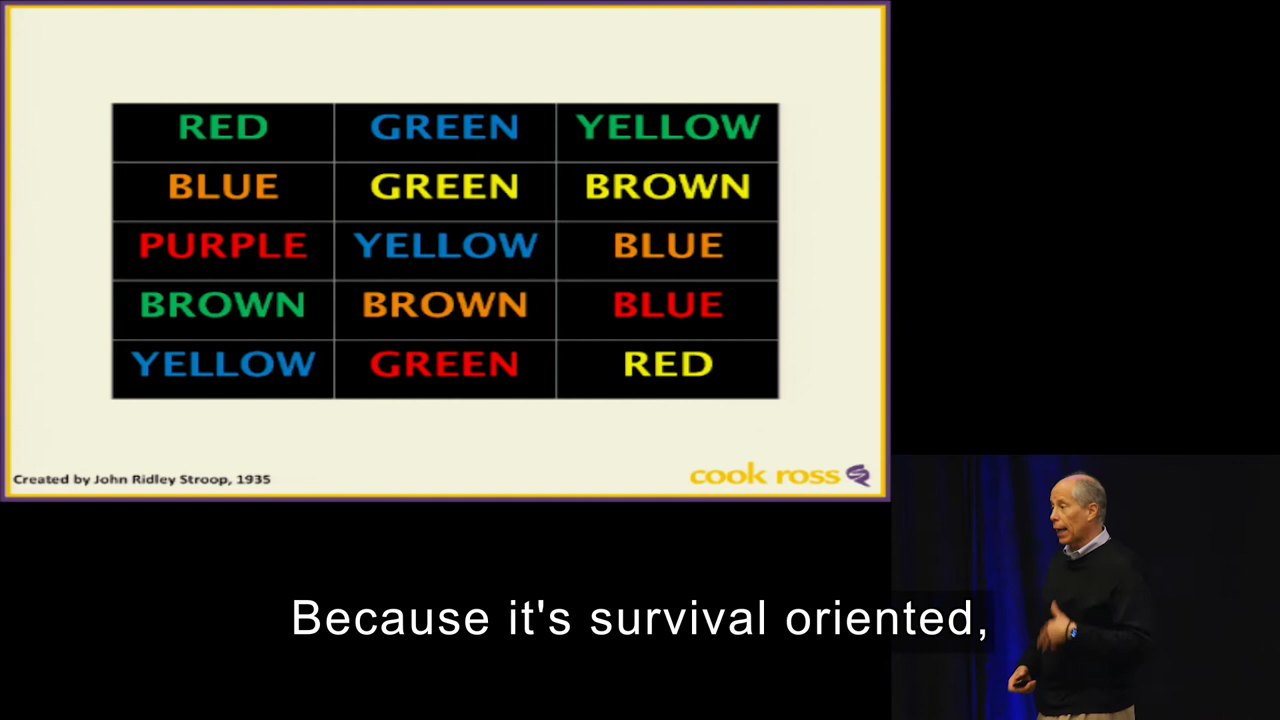 RED GREEN YELLOW
BLUE GREEN BROWN
PURPLE YELLOW BLUE
BROWN BROWN BLUE
YELLOW GREEN RED
Created by John Ridley Stroop, 1935
cook ross
Because it's survival oriented,